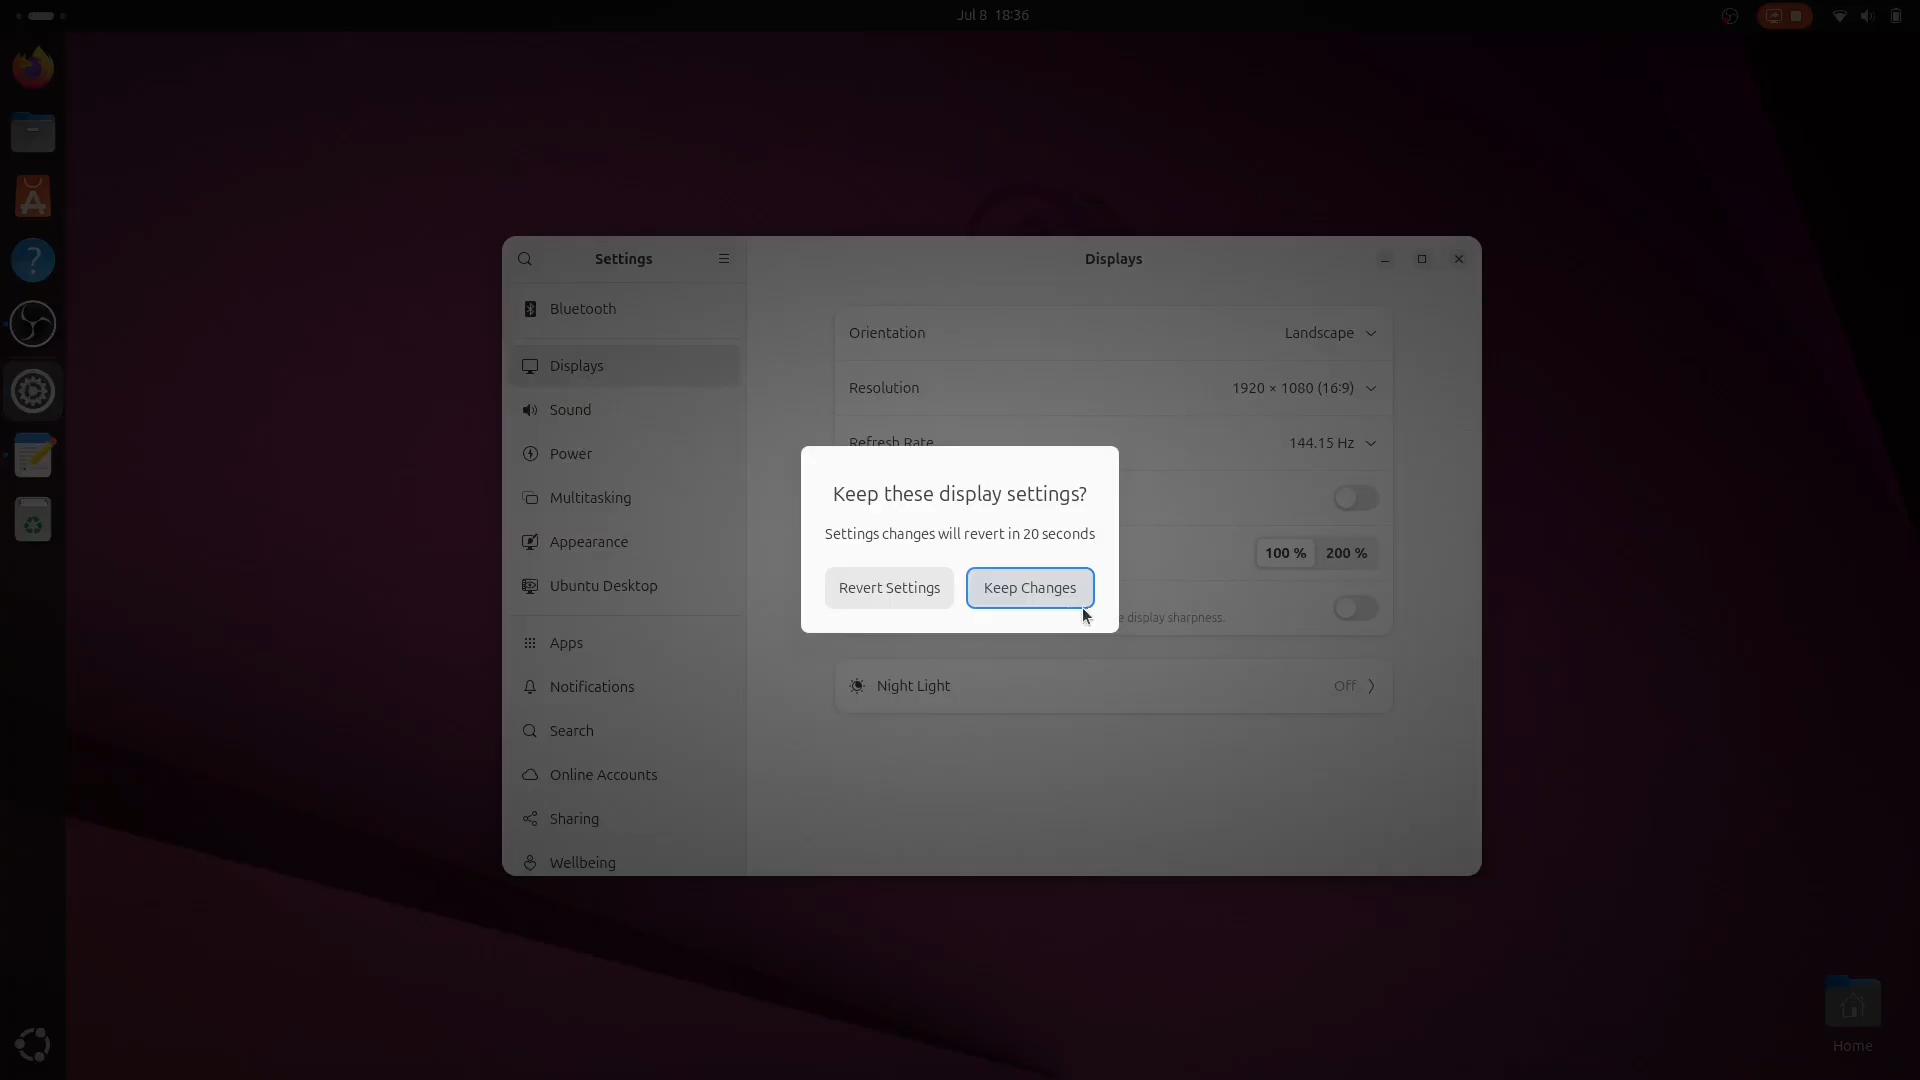 Jul 8 18:36
Settings
Displays
Bluetooth
Displays
Sound
Power
Multitasking
Appearance
Ubuntu Desktop
Apps
Notifications
Search
Online Accounts
Sharing
Wellbeing
Orientation
Landscape
Resolution
1920 × 1080 (16:9)
Refresh Rate
144.15 Hz
100 %
200 %
display sharpness.
Night Light
Off
Keep these display settings?
Settings changes will revert in 20 seconds
Revert Settings
Keep Changes
Home